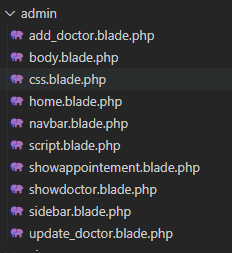 admin
add_doctor.blade.php
body.blade.php
css.blade.php
home.blade.php
navbar.blade.php
script.blade.php
showappointement.blade.php
showdoctor.blade.php
sidebar.blade.php
update_doctor.blade.php